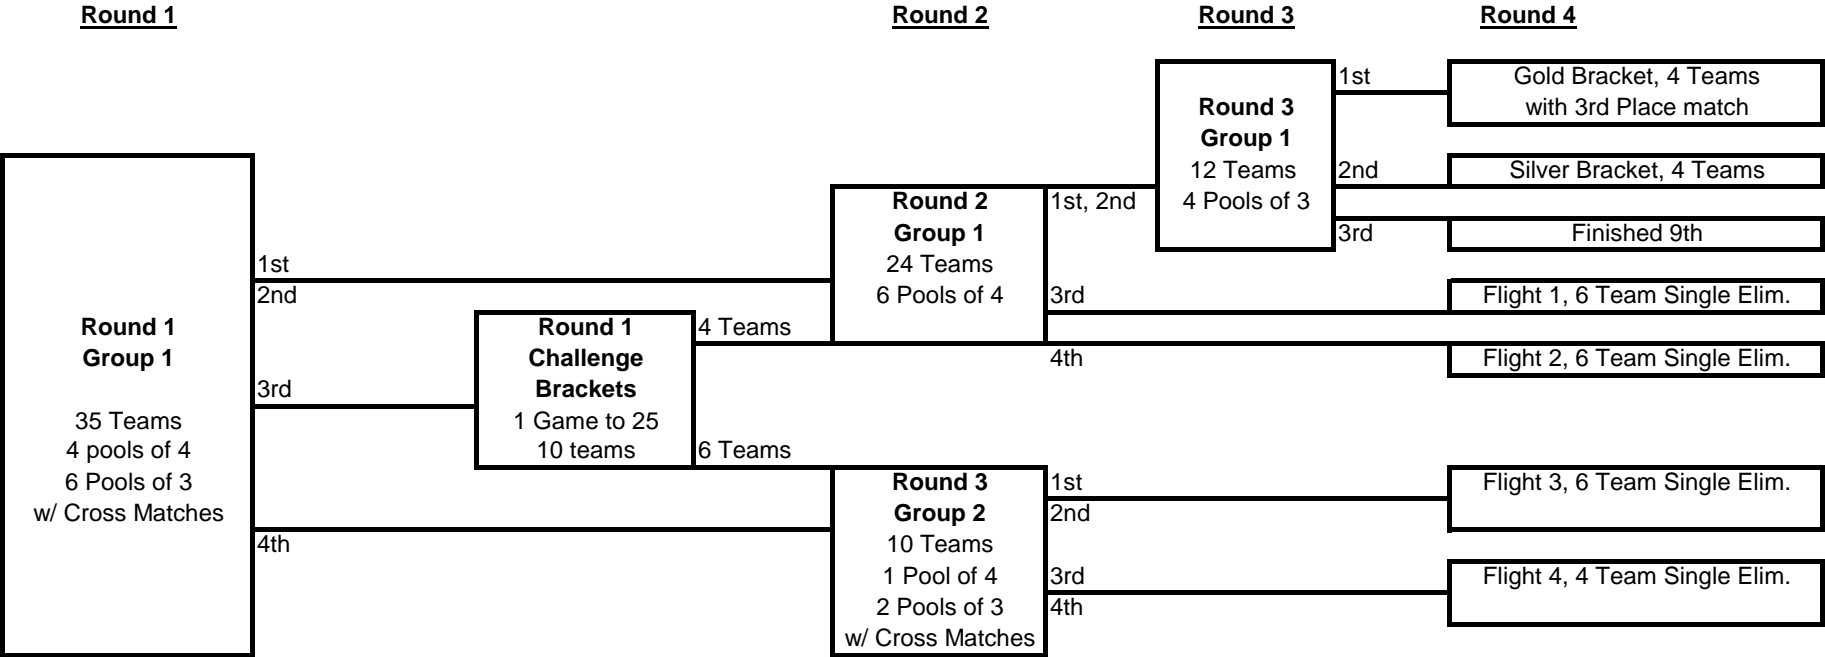 Round 1
Round 2
Round 3
Round 4
Round 1
Group 1
35 Teams
4 pools of 4
6 Pools of 3
w/ Cross Matches
1st
2nd
3rd
4th
Round 1
Challenge
Brackets
1 Game to 25
10 teams
4 Teams
6 Teams
Round 2
Group 1
24 Teams
6 Pools of 4
1st, 2nd
3rd
4th
Round 3
Group 2
10 Teams
1 Pool of 4
2 Pools of 3
w/ Cross Matches
1st
2nd
3rd
4th
Round 3
Group 1
12 Teams
4 Pools of 3
1st
2nd
3rd
Gold Bracket, 4 Teams
with 3rd Place match
Silver Bracket, 4 Teams
Finished 9th
Flight 1, 6 Team Single Elim.
Flight 2, 6 Team Single Elim.
Flight 3, 6 Team Single Elim.
Flight 4, 4 Team Single Elim.